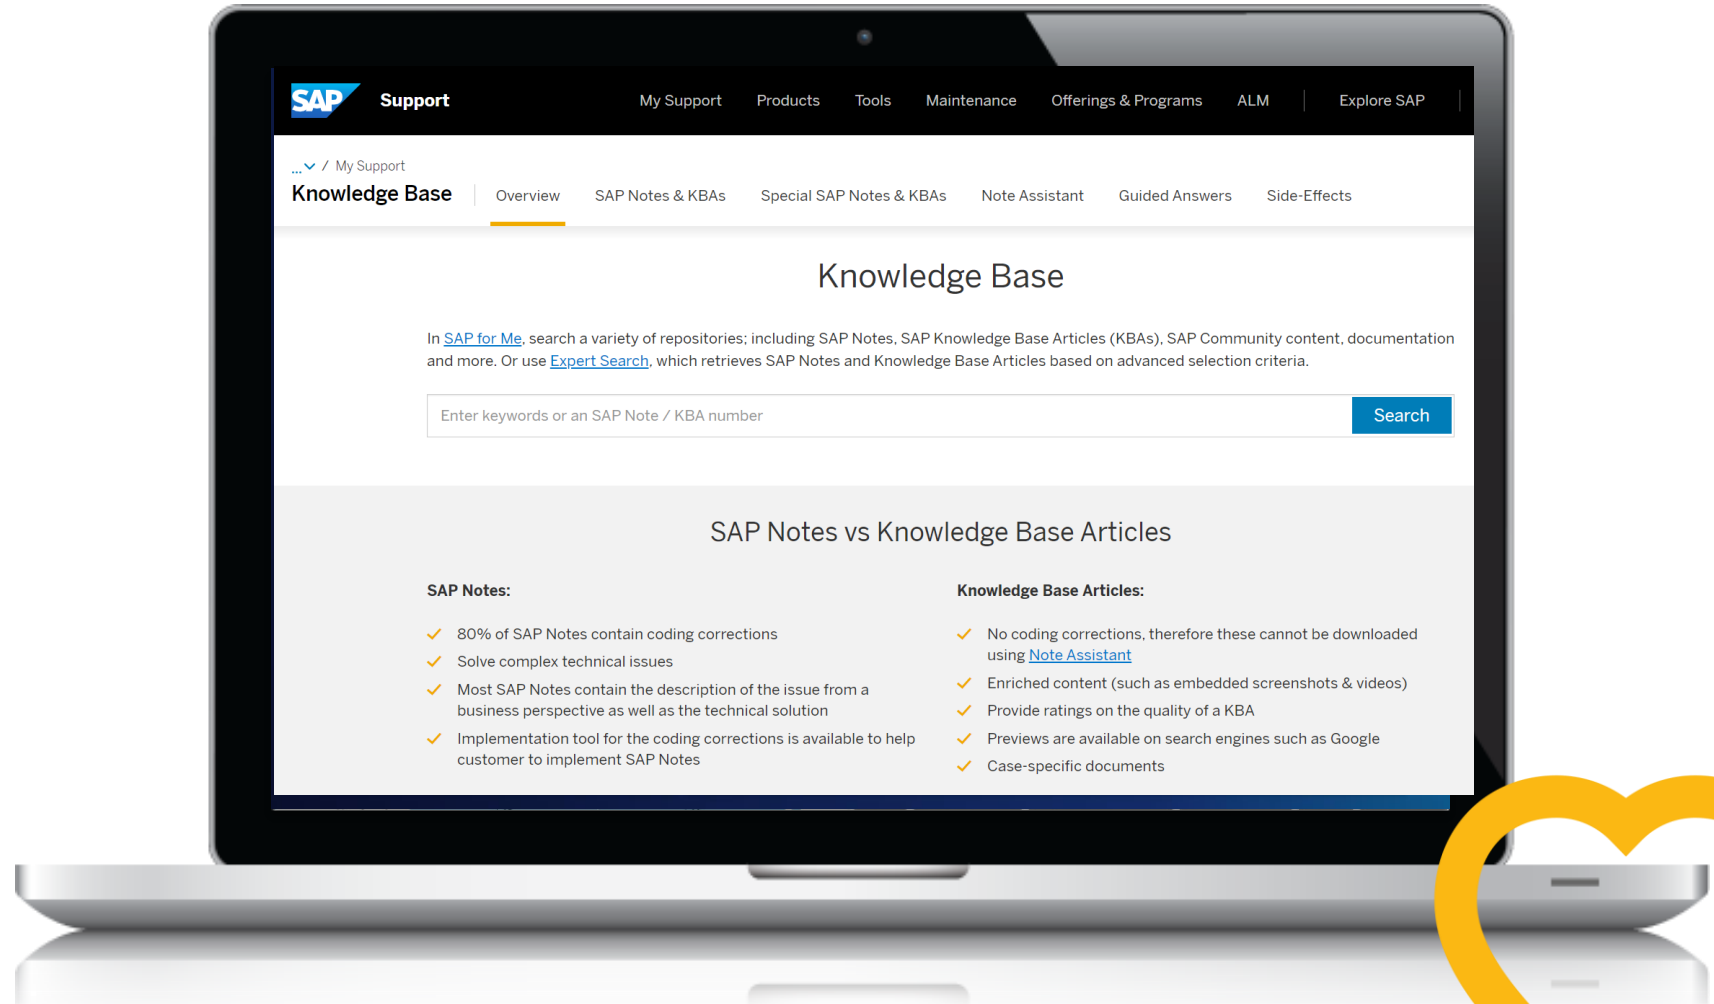 SAP Support My Support Products Tools Maintenance Offerings & Programs ALM Explore SAP
... / My Support
Knowledge Base Overview SAP Notes & KBAs Special SAP Notes & KBAs Note Assistant Guided Answers Side-Effects
Knowledge Base
In SAP for Me, search a variety of repositories; including SAP Notes, SAP Knowledge Base Articles (KBAs), SAP Community content, documentation
and more. Or use Expert Search, which retrieves SAP Notes and Knowledge Base Articles based on advanced selection criteria.
Enter keywords or an SAP Note / KBA number Search
SAP Notes vs Knowledge Base Articles
SAP Notes:
80% of SAP Notes contain coding corrections
Solve complex technical issues
Most SAP Notes contain the description of the issue from a
business perspective as well as the technical solution
Implementation tool for the coding corrections is available to help
customer to implement SAP Notes
Knowledge Base Articles:
No coding corrections, therefore these cannot be downloaded
using Note Assistant
Enriched content (such as embedded screenshots & videos)
Provide ratings on the quality of a KBA
Previews are available on search engines such as Google
Case-specific documents